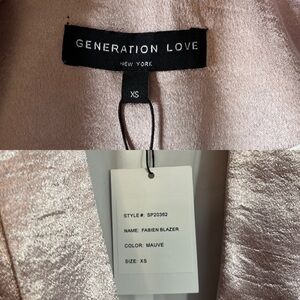 GENERATION LOVE
NEW YORK
XS
STYLE #: SP20362
NAME: FABIEN BLAZER
COLOR: MAUVE
SIZE: XS